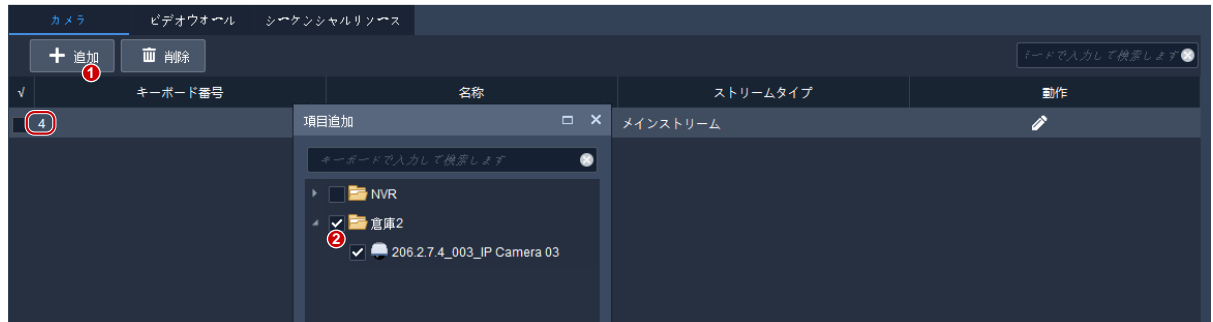 カメラ ビデオウオール シーケンシャルリソース
追加 削除 ードで入力して検索します
1
√ キーボード番号 名称 ストリームタイプ 動作
4 項目追加 メインストリーム
キーボードで入力して検索します
NVR
倉庫2
2
206.2.7.4_003_IP Camera 03